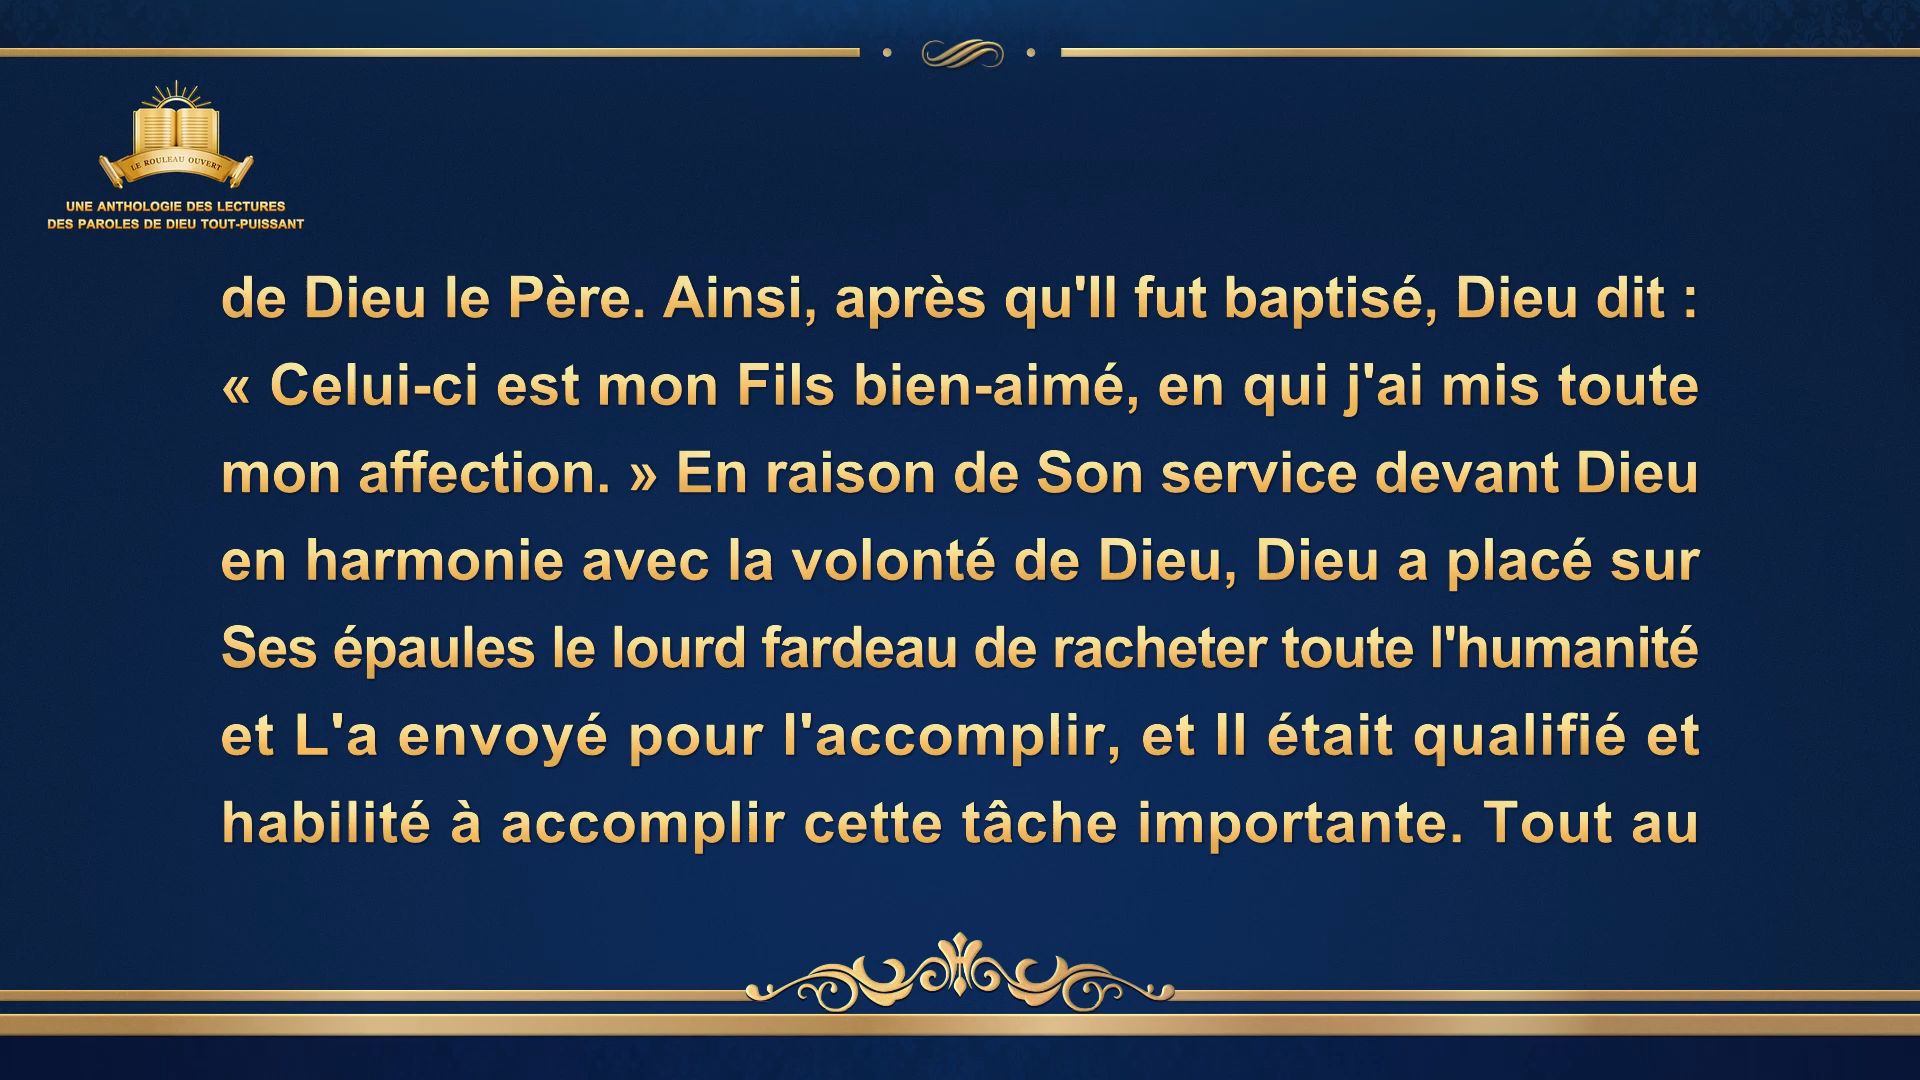 LE ROULEAU OUVERT
UNE ANTHOLOGIE DES LECTURES
DES PAROLES DE DIEU TOUT-PUISSANT
de Dieu le Père. Ainsi, après qu'Il fut baptisé, Dieu dit :
« Celui-ci est mon Fils bien-aimé, en qui j'ai mis toute
mon affection. » En raison de Son service devant Dieu
en harmonie avec la volonté de Dieu, Dieu a placé sur
Ses épaules le lourd fardeau de racheter toute l'humanité
et L'a envoyé pour l'accomplir, et Il était qualifié et
habilité à accomplir cette tâche importante. Tout au